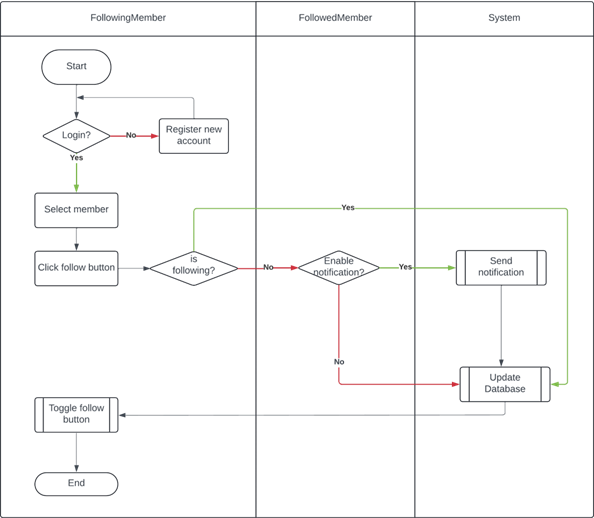 FollowingMember
FollowedMember
System
Start
Login?
No
Register new
account
Yes
Select member
Yes
Click follow button
is
following?
No
Enable
notification?
Yes
Send
notification
No
Update
Database
Toggle follow
button
End